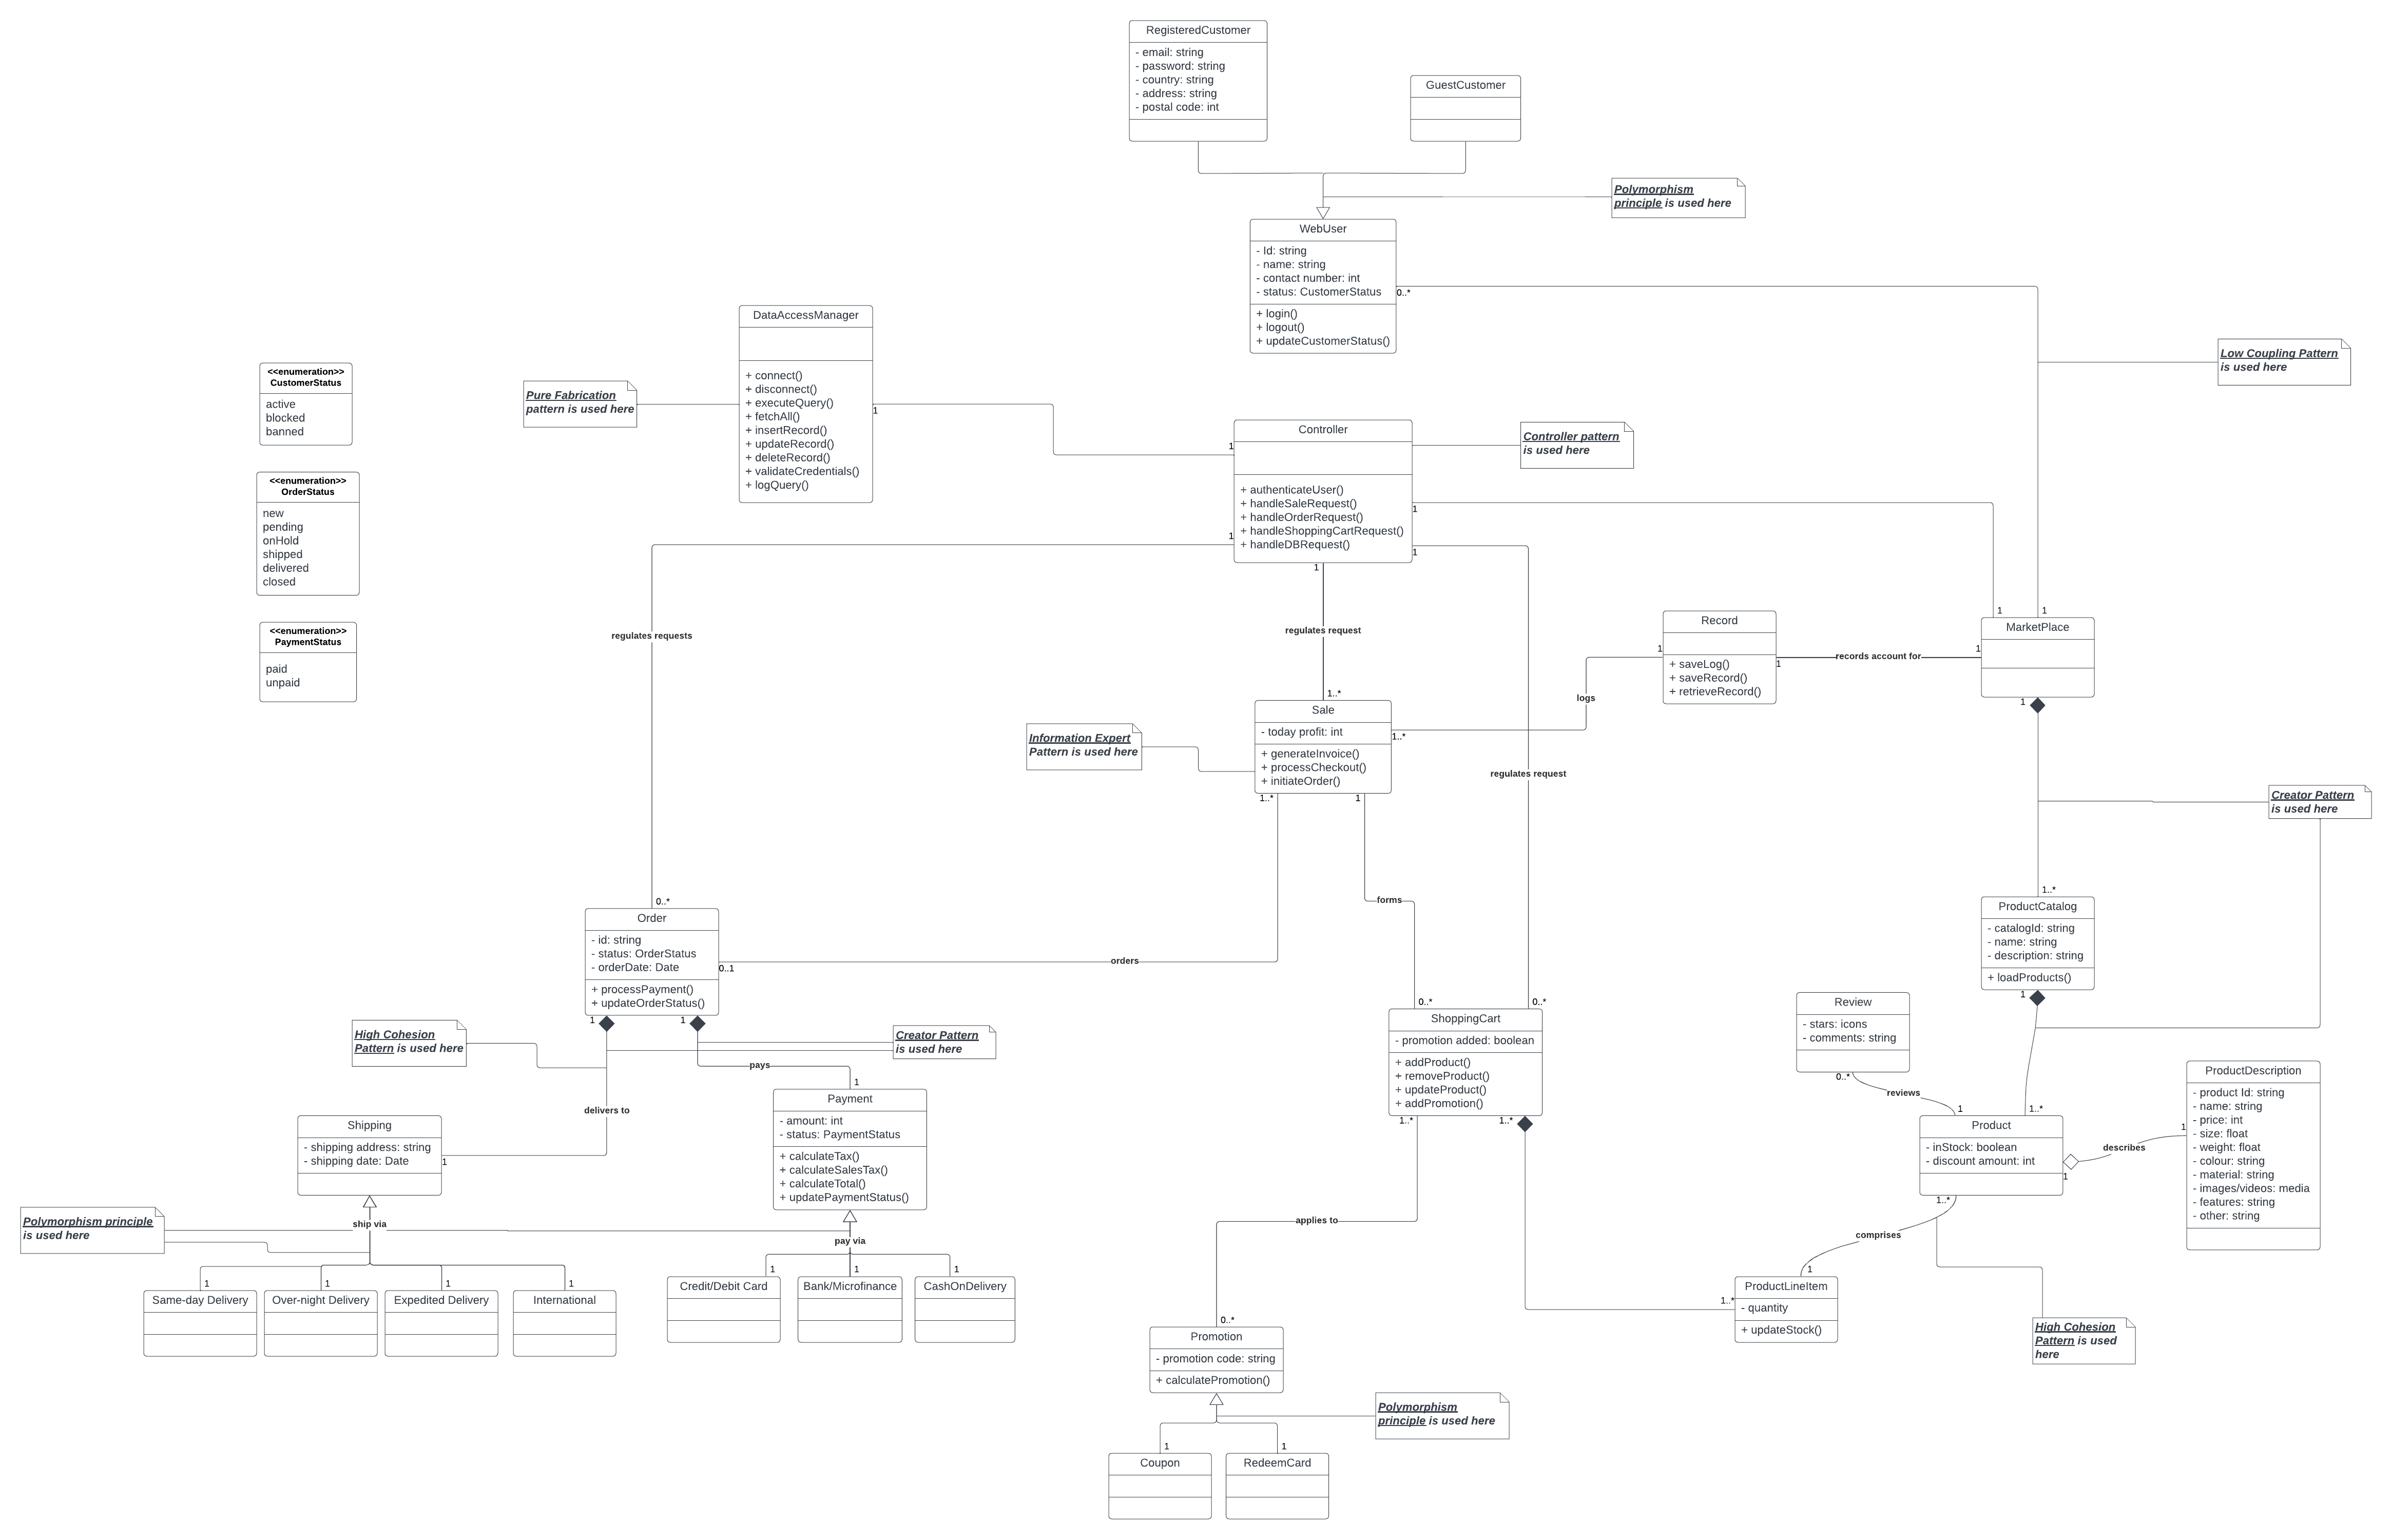 RegisteredCustomer
- email: string
- password: string
- country: string
- address: string
- postal code: int
GuestCustomer
Polymorphism
principle is used here
WebUser
- Id: string
- name: string
- contact number: int
- status: CustomerStatus
+ login()
+ logout()
+ updateCustomerStatus()
0..*
DataAccessManager
+ connect()
+ disconnect()
+ executeQuery()
+ fetchAll()
+ insertRecord()
+ updateRecord()
+ deleteRecord()
+ validateCredentials()
+ logQuery()
1
Pure Fabrication
pattern is used here
Low Coupling Pattern
is used here
<<enumeration>>
CustomerStatus
active
blocked
banned
<<enumeration>>
OrderStatus
new
pending
onHold
shipped
delivered
closed
<<enumeration>>
PaymentStatus
paid
unpaid
Controller
+ authenticateUser()
+ handleSaleRequest()
+ handleOrderRequest()
+ handleShoppingCartRequest()
+ handleDBRequest()
1
1
1
1
1
Controller pattern
is used here
regulates requests
regulates request
regulates request
Record
+ saveLog()
+ saveRecord()
+ retrieveRecord()
1
1
records account for
1
logs
MarketPlace
1
1
1
Sale
- today profit: int
+ generateInvoice()
+ processCheckout()
+ initiateOrder()
1..*
1..*
1..*
1
Information Expert
Pattern is used here
Creator Pattern
is used here
forms
orders
Order
- id: string
- status: OrderStatus
- orderDate: Date
+ processPayment()
+ updateOrderStatus()
0..*
0..1
1
1
1..*
ProductCatalog
- catalogId: string
- name: string
- description: string
+ loadProducts()
1
High Cohesion
Pattern is used here
Creator Pattern
is used here
pays
delivers to
0..*
0..*
ShoppingCart
- promotion added: boolean
+ addProduct()
+ removeProduct()
+ updateProduct()
+ addPromotion()
1..*
1..*
Review
- stars: icons
- comments: string
0..*
reviews
1
1..*
Product
- inStock: boolean
- discount amount: int
1..*
1
describes
1
ProductDescription
- product Id: string
- name: string
- price: int
- size: float
- weight: float
- colour: string
- material: string
- images/videos: media
- features: string
- other: string
Shipping
- shipping address: string
- shipping date: Date
1
1
Payment
- amount: int
- status: PaymentStatus
+ calculateTax()
+ calculateSalesTax()
+ calculateTotal()
+ updatePaymentStatus()
Polymorphism principle
is used here
ship via
pay via
applies to
comprises
1
1
1
1
Same-day Delivery
Over-night Delivery
Expedited Delivery
International
1
1
1
Credit/Debit Card
Bank/Microfinance
CashOnDelivery
1
1..*
ProductLineItem
- quantity
+ updateStock()
High Cohesion
Pattern is used
here
0..*
Promotion
- promotion code: string
+ calculatePromotion()
Polymorphism
principle is used here
1
1
Coupon
RedeemCard